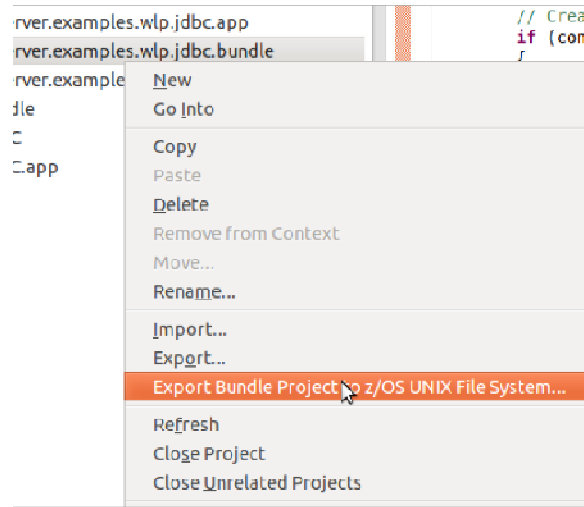 rver.examples.wlp.jdbc.app
// Crea
rver.examples.wlp.jdbc.bundle
if (con
{
rver.example
dle
C
C.app
New
Go Into
Copy
Paste
Delete
Remove from Context
Move...
Rename...
Import...
Export...
Export Bundle Project to z/OS UNIX File System...
Refresh
Close Project
Close Unrelated Projects